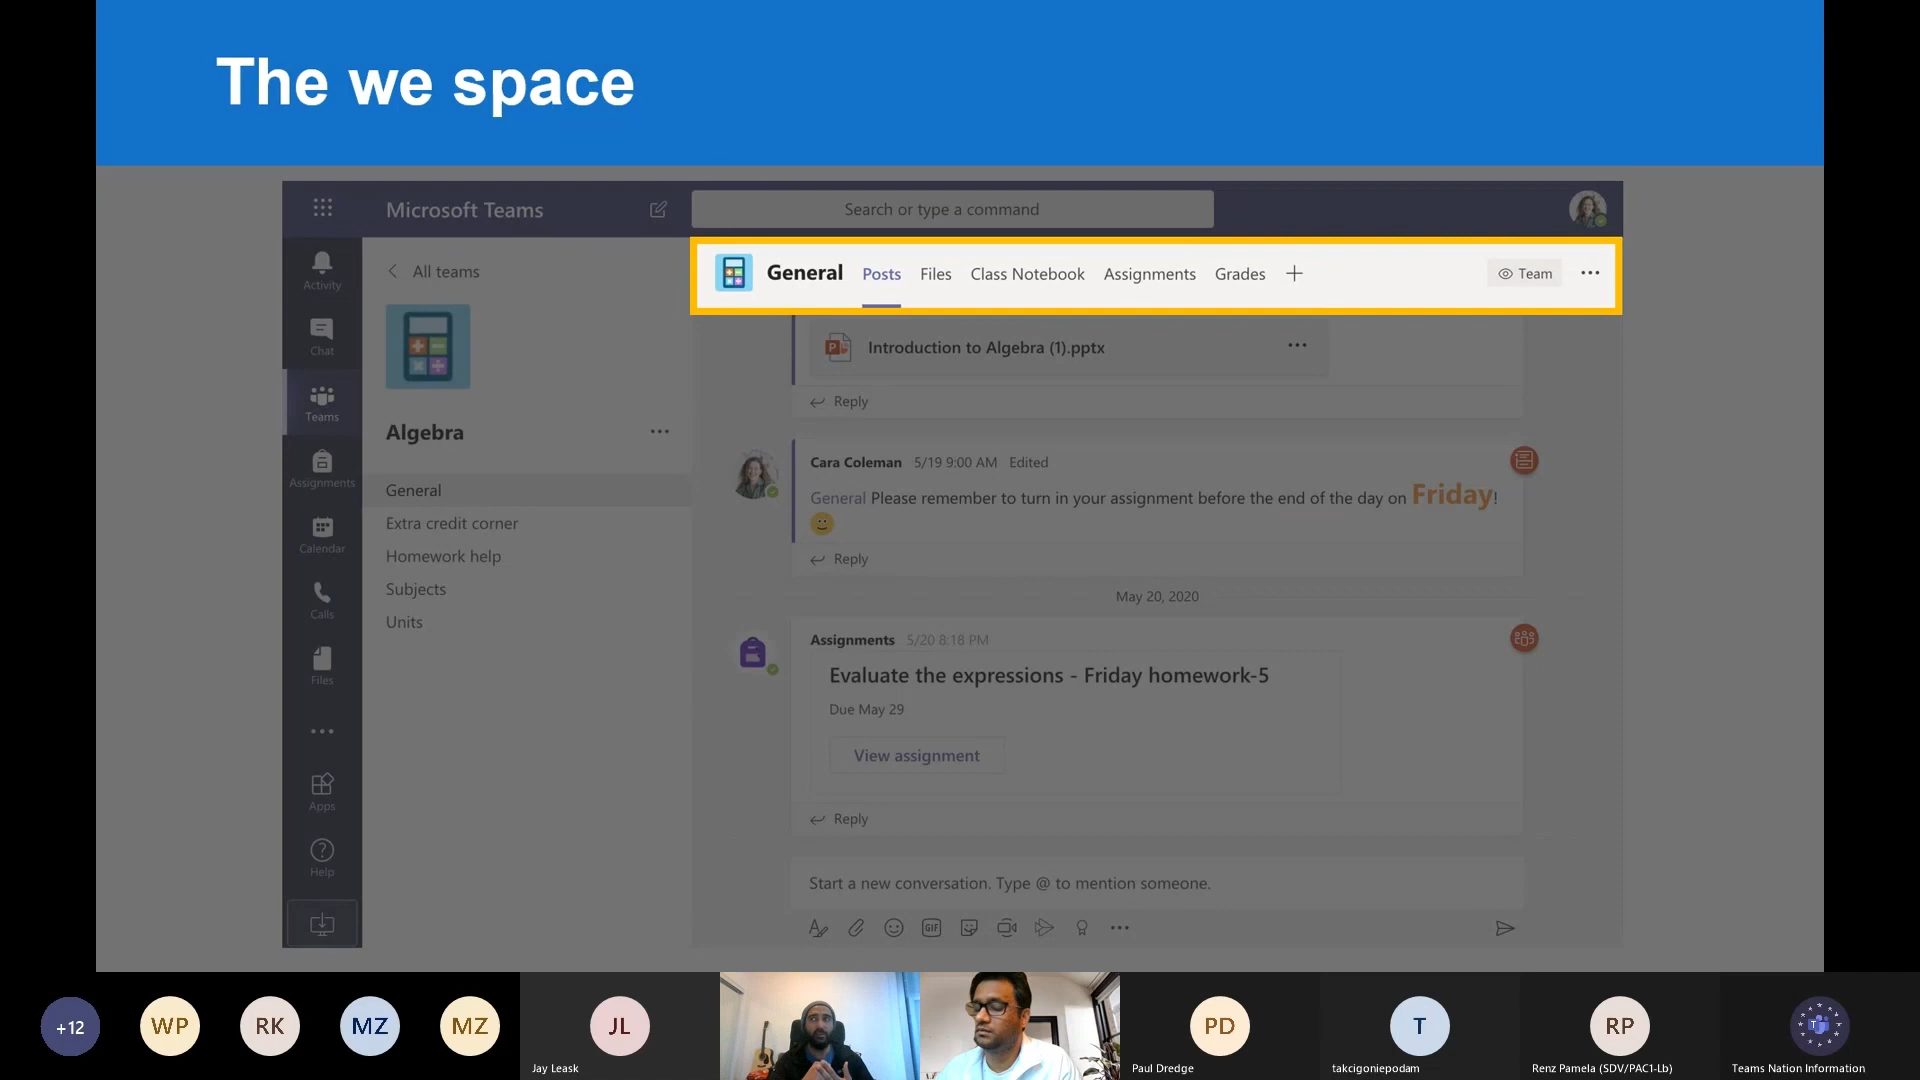 The we space
Microsoft Teams
Search or type a command
Activity
Chat
Teams
Assignments
Calendar
Calls
Files
Apps
Help
All teams
Algebra
General
Extra credit corner
Homework help
Subjects
Units
General Posts Files Class Notebook Assignments Grades
Team
Introduction to Algebra (1).pptx
Reply
Cara Coleman 5/19 9:00 AM Edited
General Please remember to turn in your assignment before the end of the day on Friday!
Reply
May 20, 2020
Assignments 5/20 8:18 PM
Evaluate the expressions - Friday homework-5
Due May 29
View assignment
Reply
Start a new conversation. Type @ to mention someone.
GIF
+12
WP
RK
MZ
MZ
JL
Jay Leask
PD
Paul Dredge
T
takcigoniepodam
RP
Renz Pamela (SDV/PAC1-Lb)
T
Teams Nation Information